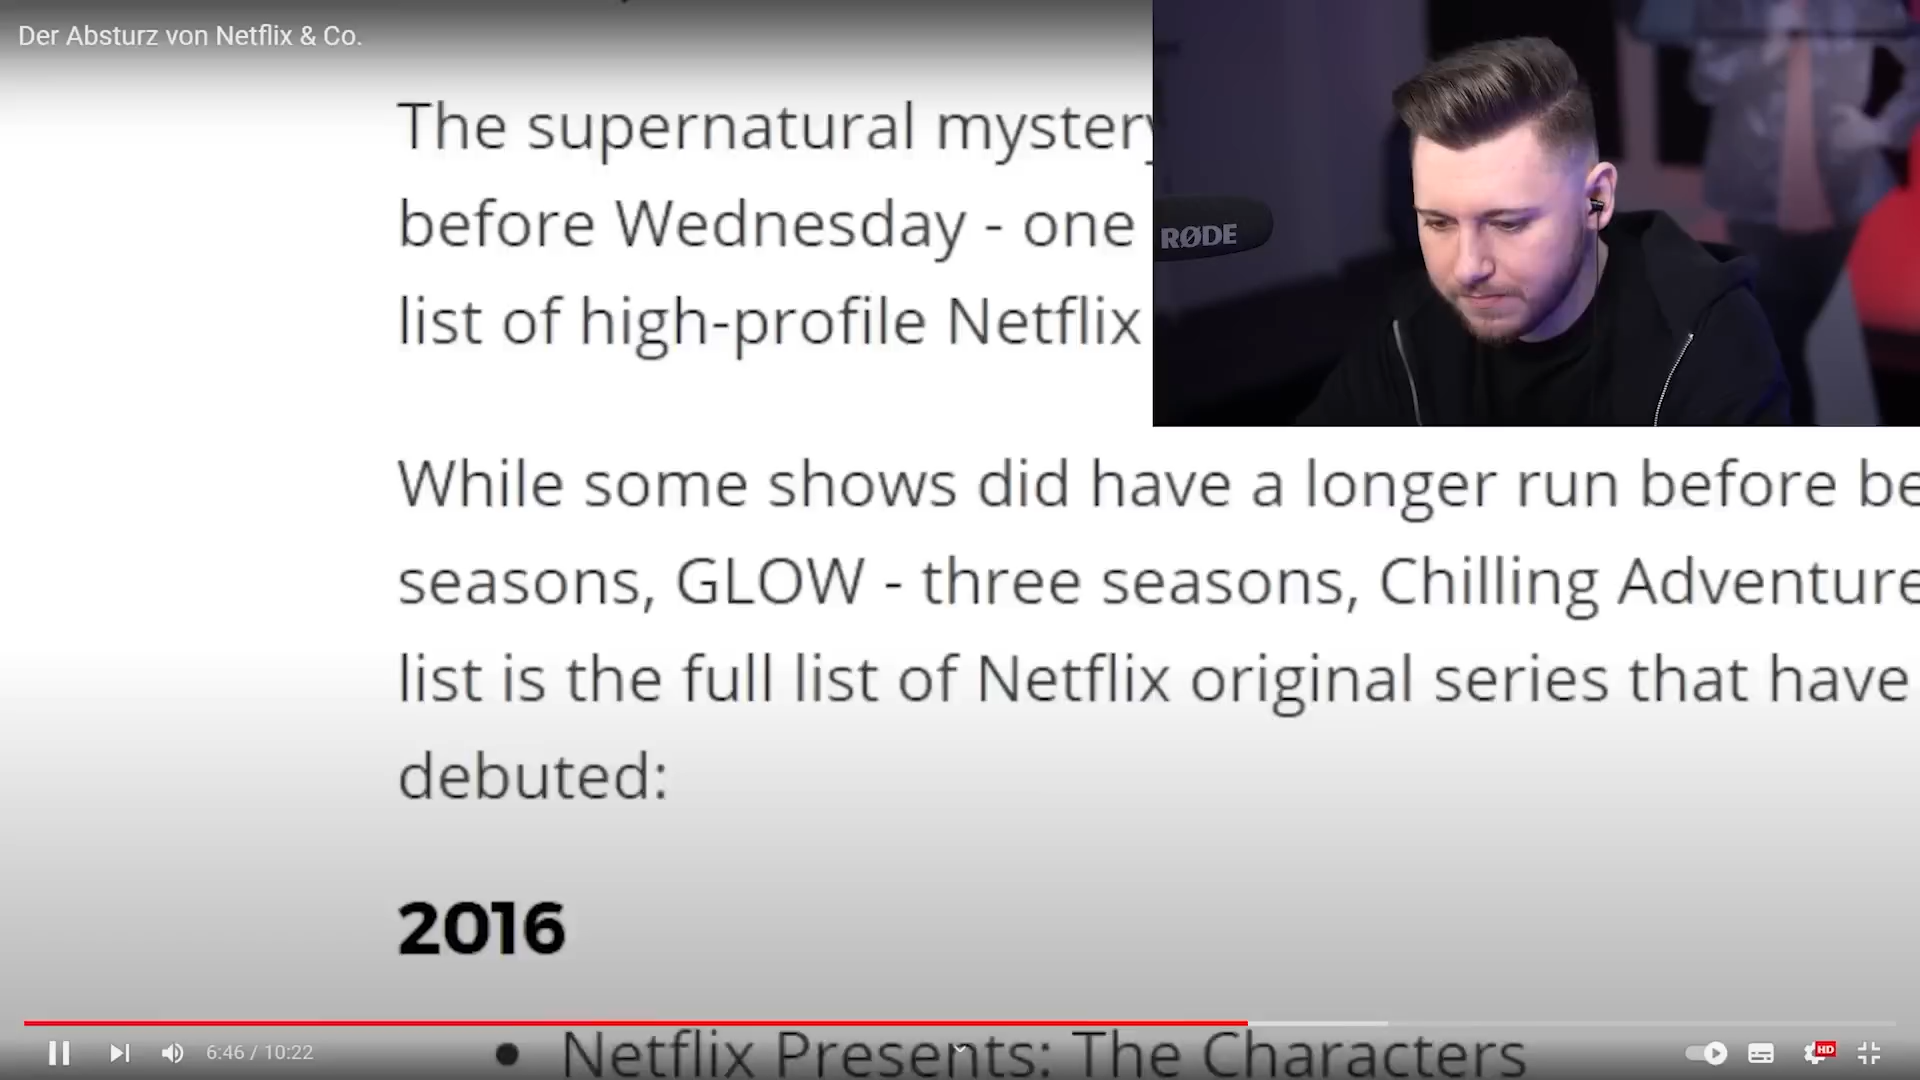 Der Absturz von Netflix & Co.
The supernatural mystery
before Wednesday - one
list of high-profile Netflix
RØDE
While some shows did have a longer run before be
seasons, GLOW - three seasons, Chilling Adventure
list is the full list of Netflix original series that have
debuted:
2016
• Netflix Presents: The Characters
6:46 / 10:22
HD